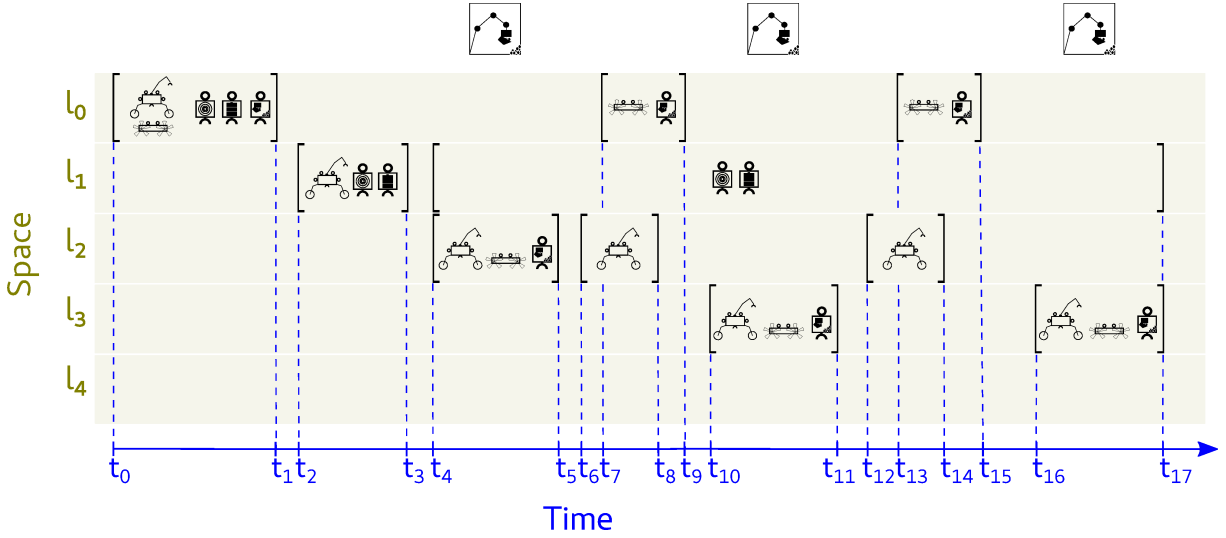 l₀
l₁
l₂
l₃
l₄
Space
t₀ t₁ t₂ t₃ t₄ t₅ t₆ t₇ t₈ t₉ t₁₀ t₁₁ t₁₂ t₁₃ t₁₄ t₁₅ t₁₆ t₁₇
Time